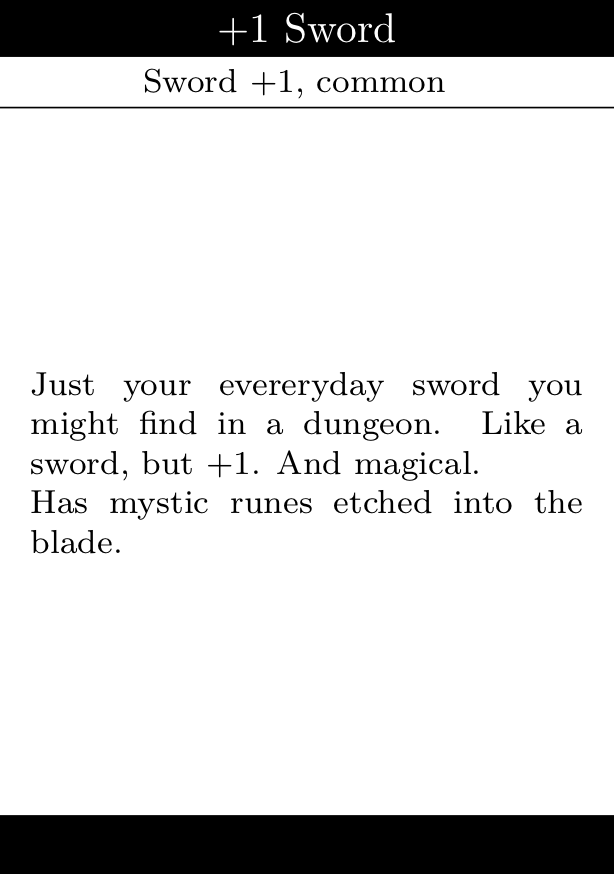 +1 Sword
Sword +1, common
Just your evereryday sword you
might find in a dungeon. Like a
sword, but +1. And magical.
Has mystic runes etched into the
blade.